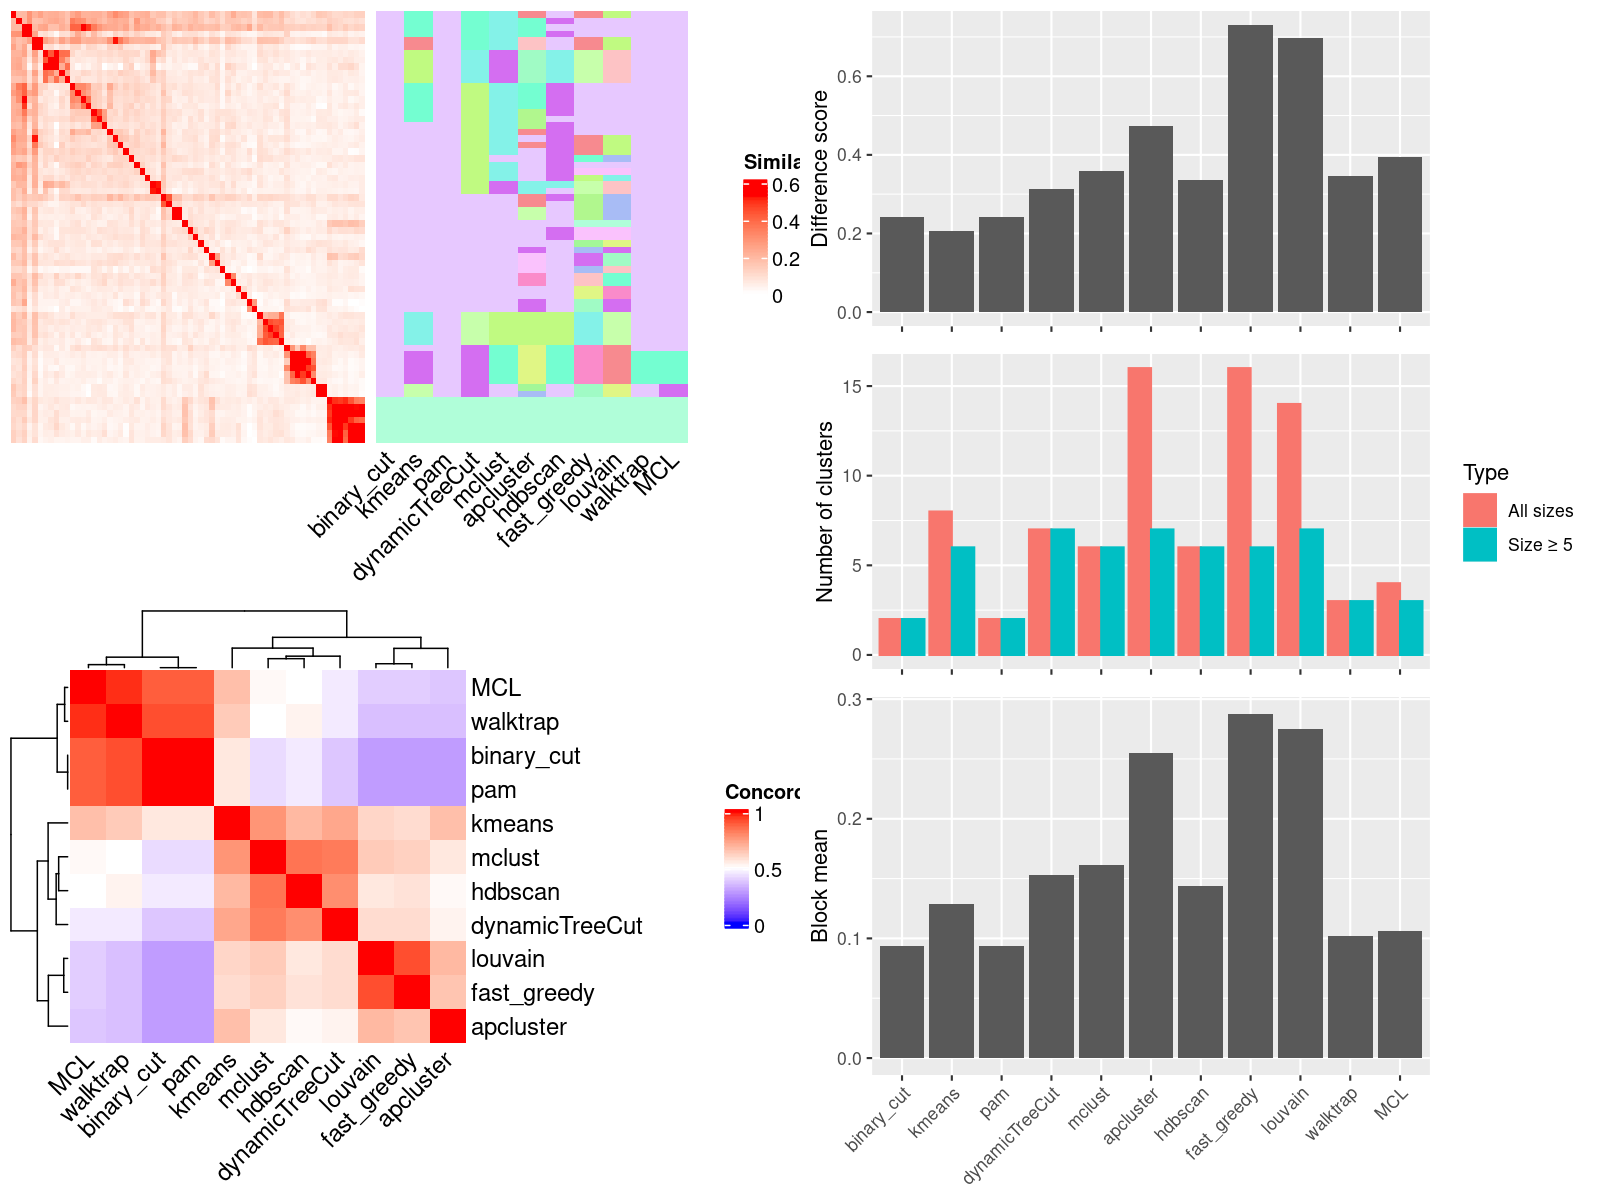 Simila
0.6
0.4
0.2
0
binary_cut
kmeans
pam
dynamicTreeCut
mclust
apcluster
hdbscan
fast_greedy
louvain
walktrap
MCL
MCL
walktrap
binary_cut
pam
kmeans
mclust
hdbscan
dynamicTreeCut
louvain
fast_greedy
apcluster
MCL
walktrap
binary_cut
pam
kmeans
mclust
hdbscan
dynamicTreeCut
louvain
fast_greedy
apcluster
Concord
1
0.5
0
Difference score
0.6
0.4
0.2
0.0
Number of clusters
15
10
5
0
Type
All sizes
Size ≥ 5
Block mean
0.3
0.2
0.1
0.0
binary_cut
kmeans
pam
dynamicTreeCut
mclust
apcluster
hdbscan
fast_greedy
louvain
walktrap
MCL